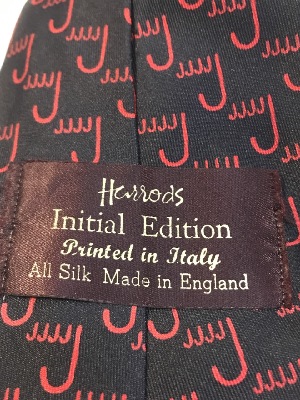 Harrods
Initial Edition
Printed in Italy
All Silk Made in England